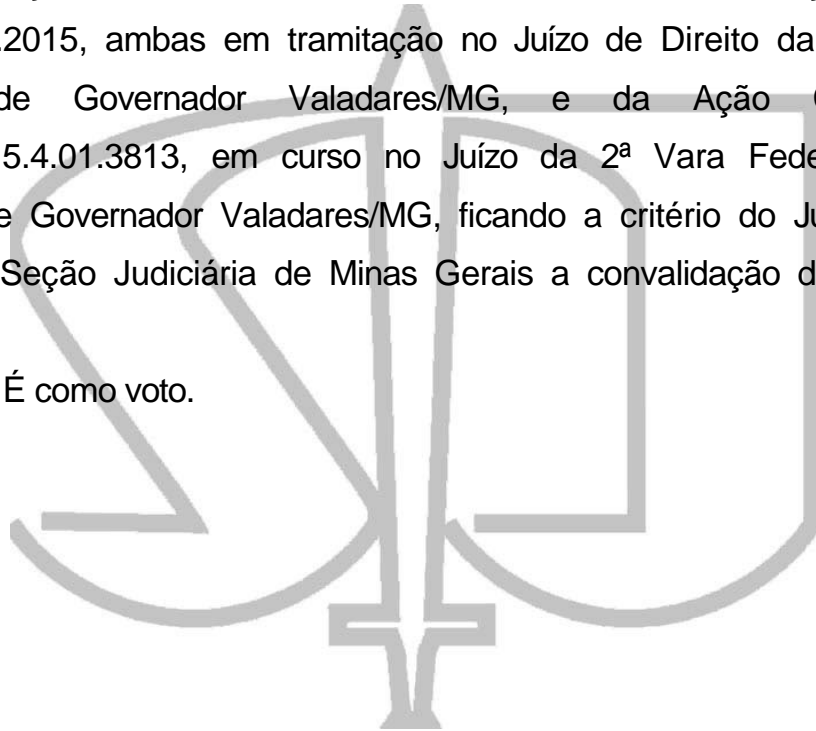 .2015, ambas em tramitação no Juízo de Direito da
de Governador Valadares/MG, e da Ação
5.4.01.3813, em curso no Juízo da 2ª Vara
e Governador Valadares/MG, ficando a critério do
Seção Judiciária de Minas Gerais a convalidação
É como voto.